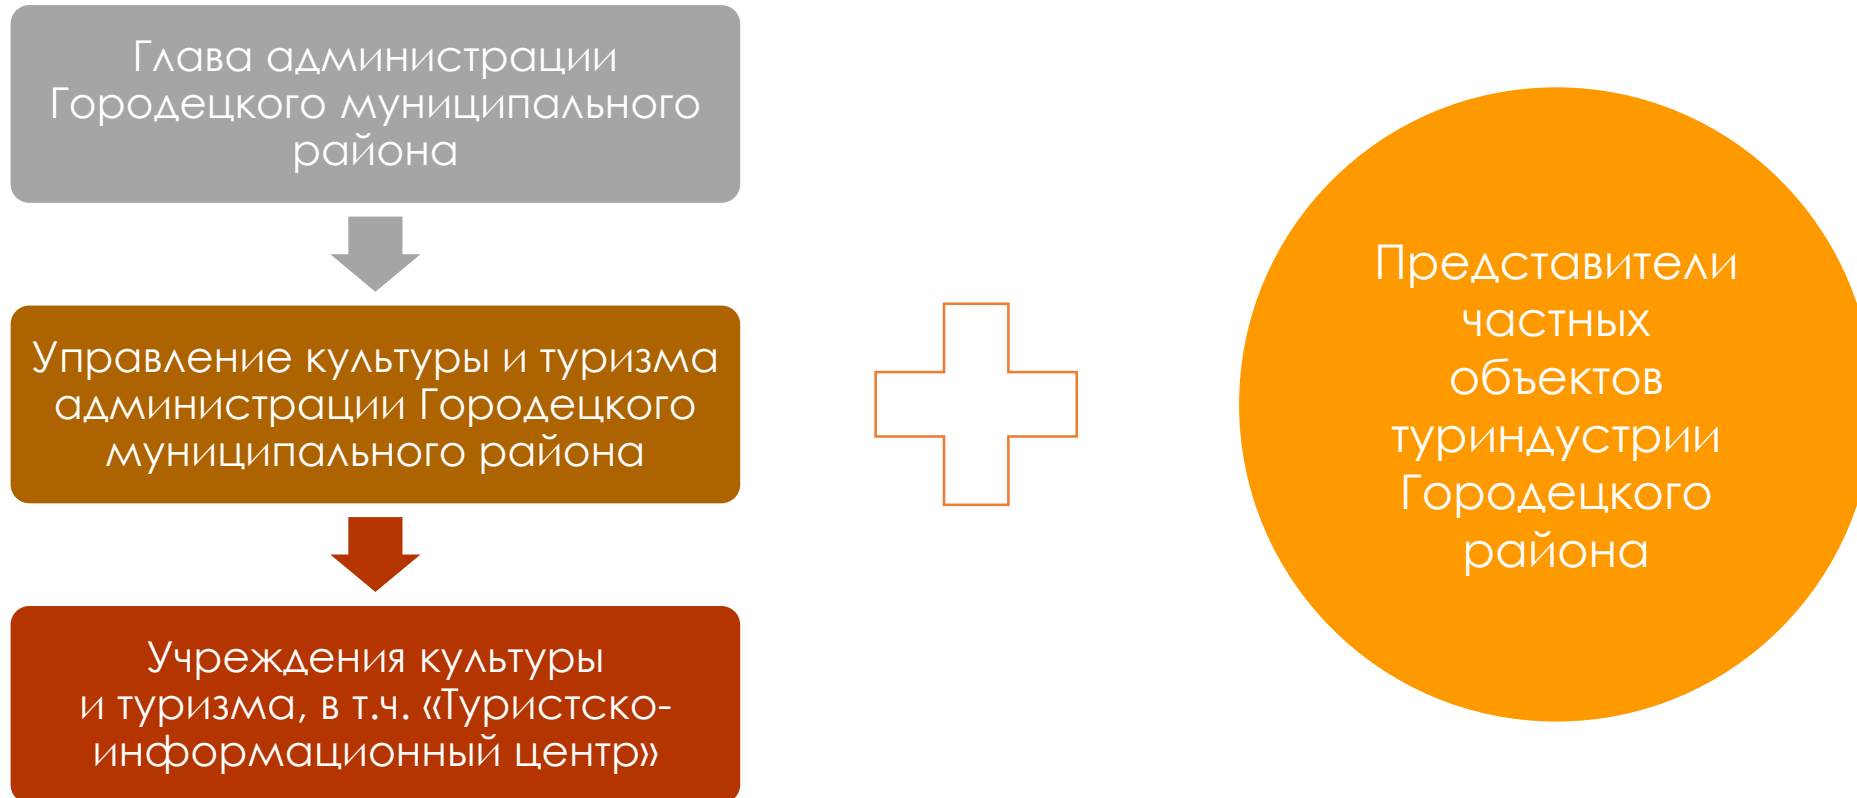 Глава администрации
Городецкого муниципального
района
Управление культуры и туризма
администрации Городецкого
муниципального района
Учреждения культуры
и туризма, в т.ч. «Туристско-
информационный центр»
Представители
частных
объектов
туриндустрии
Городецкого
района